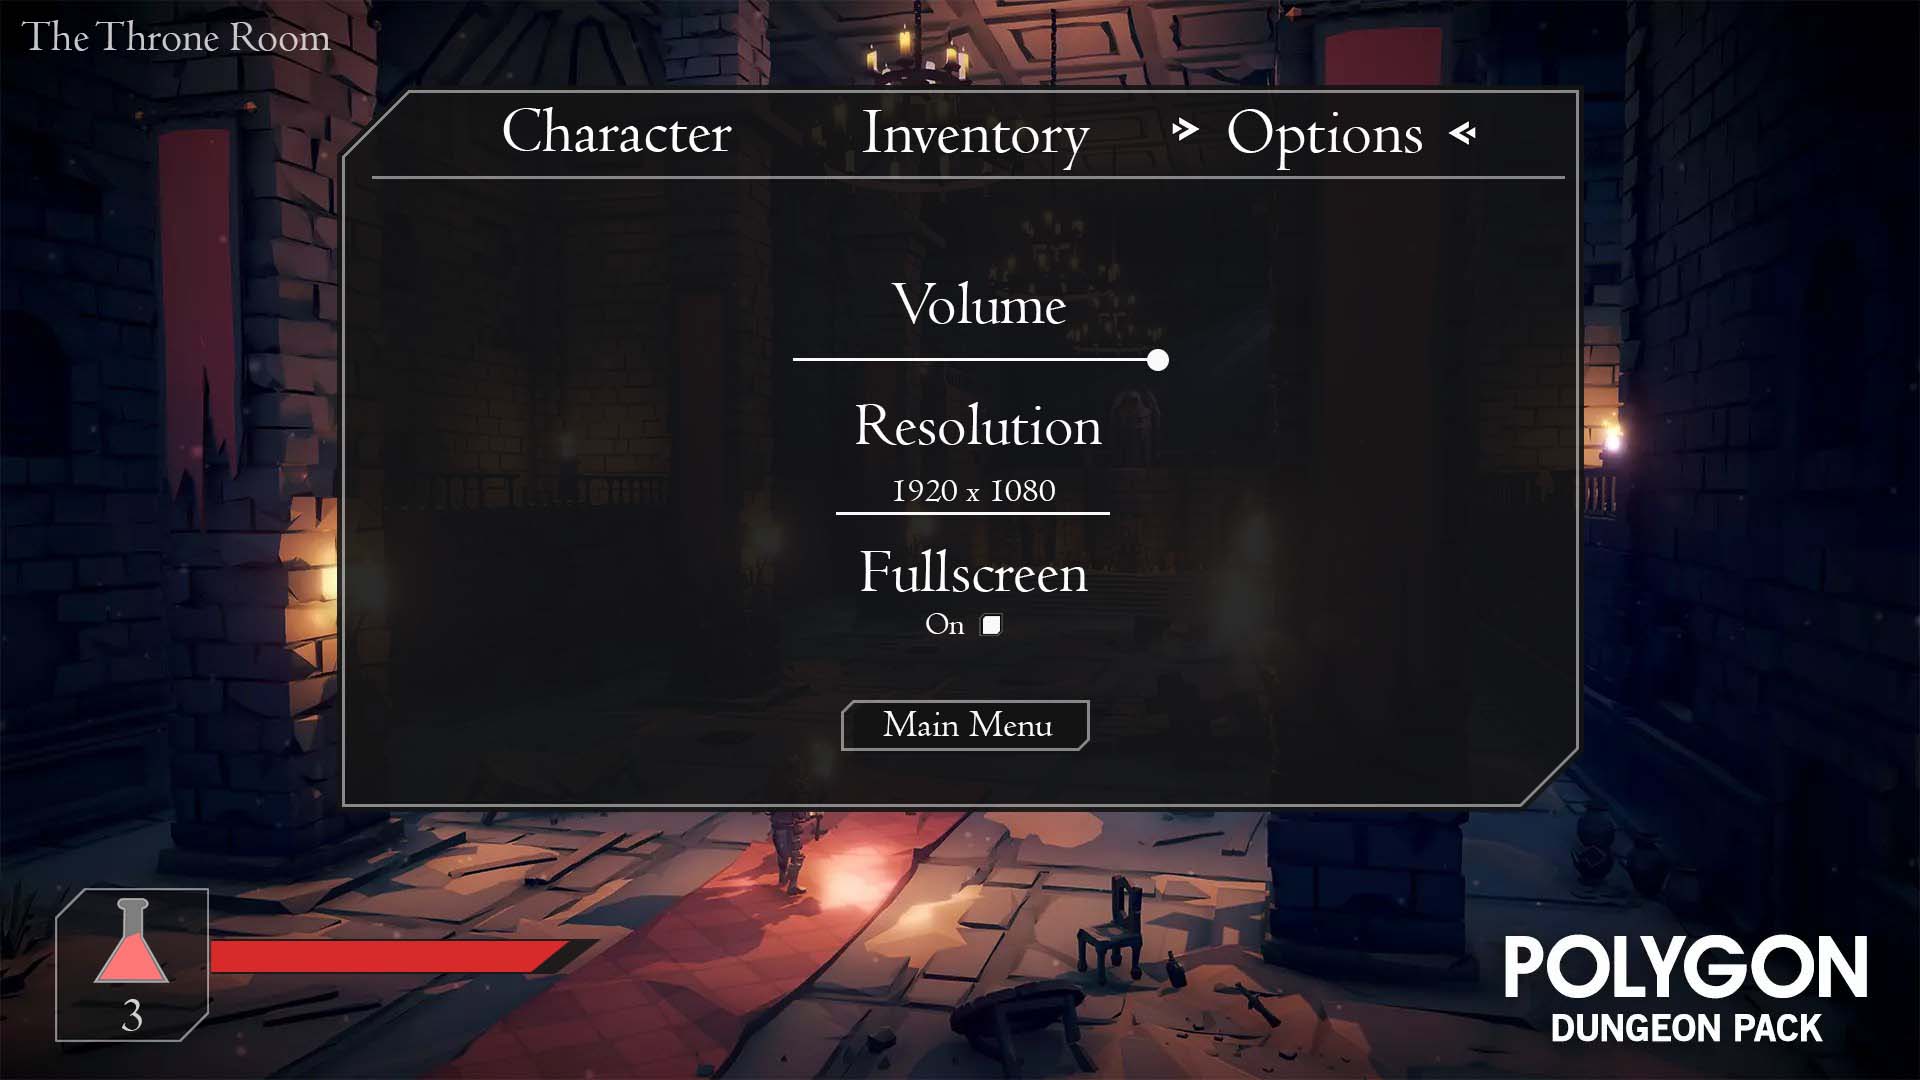 The Throne Room
Character Inventory Options
Volume
Resolution
1920 x 1080
Fullscreen
On
Main Menu
3
POLYGON
DUNGEON PACK